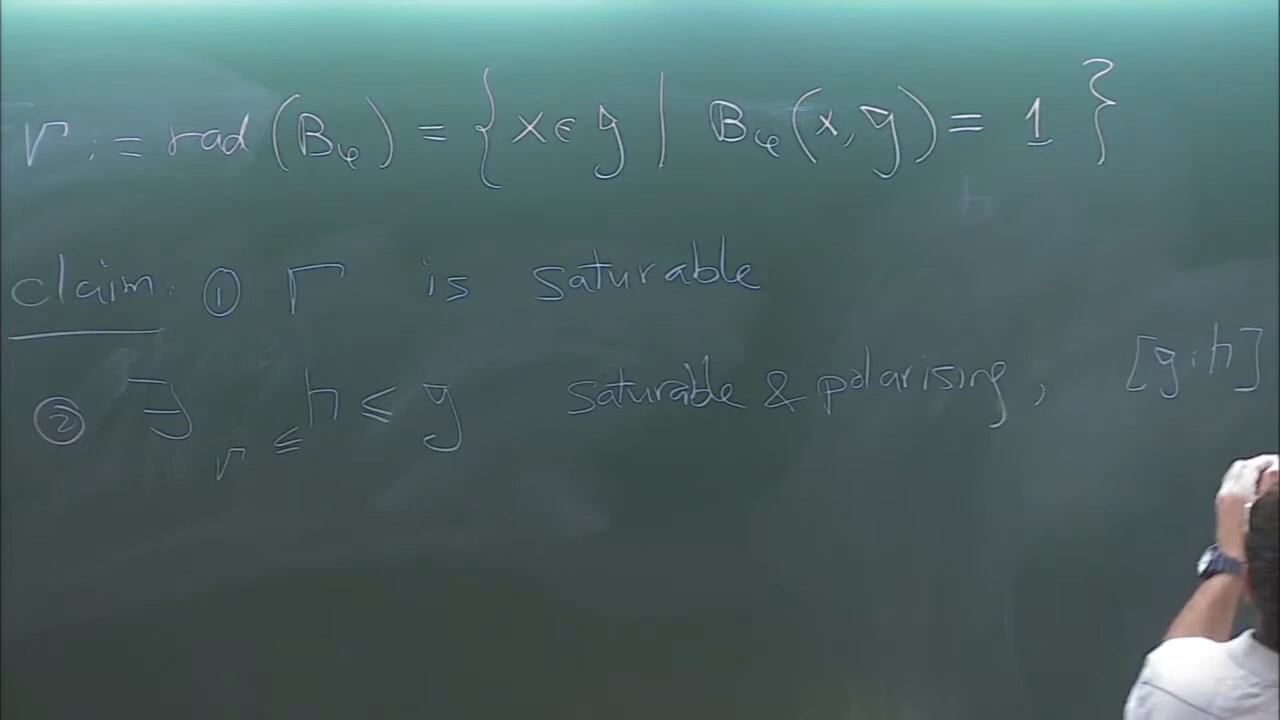 r := rad (B_φ) = { x ∈ g | B_φ(x, g) = 1 }
claim: ① r is saturable
② ∃ r ≤ h ≤ g saturable & polarising, [g:h]